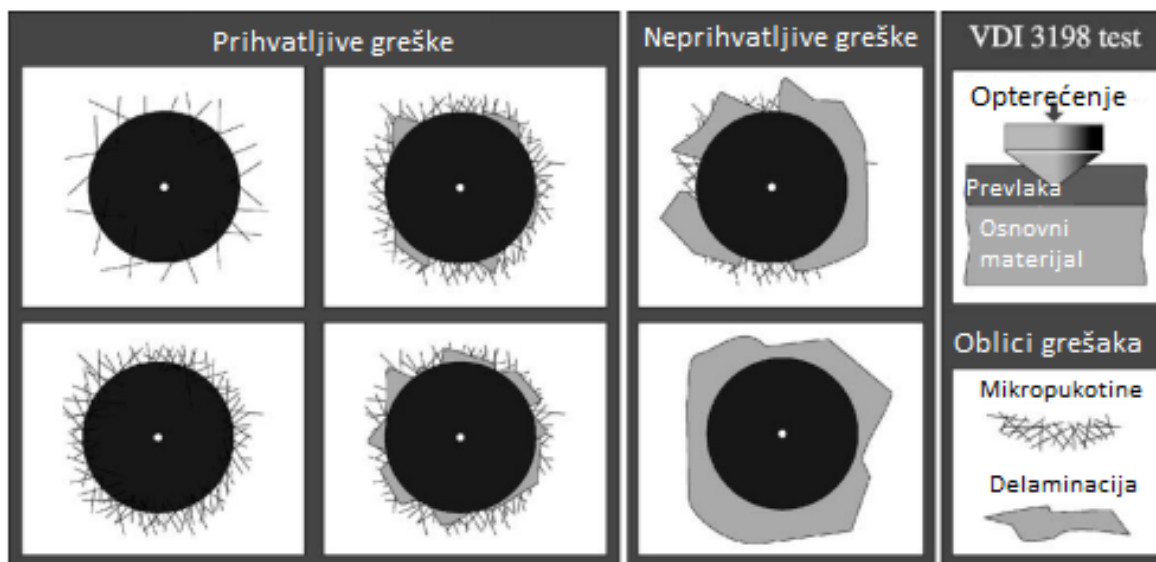 Prihvatljive greške
Neprihvatljive greške
VDI 3198 test
Opterećenje
Prevlaka
Osnovni
materijal
Oblici grešaka
Mikropukotine
Delaminacija